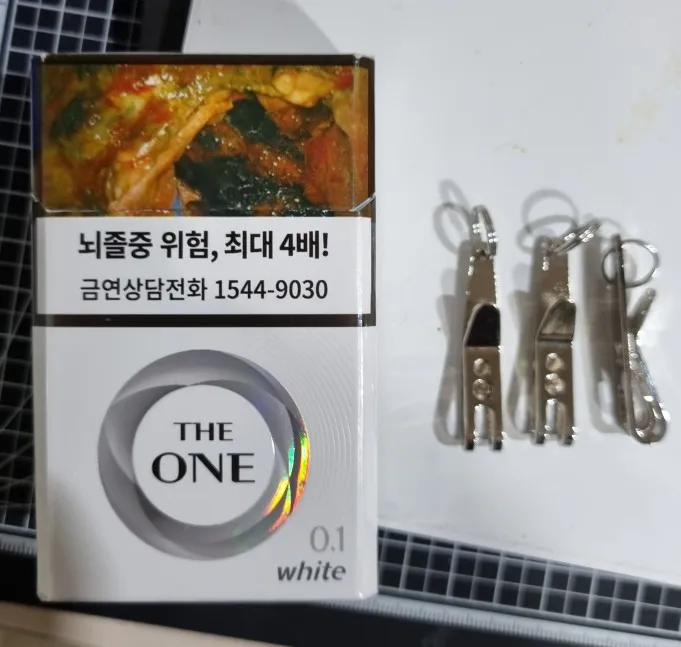 뇌졸중 위험, 최대 4배!
금연상담전화 1544-9030
THE
ONE
0.1
white